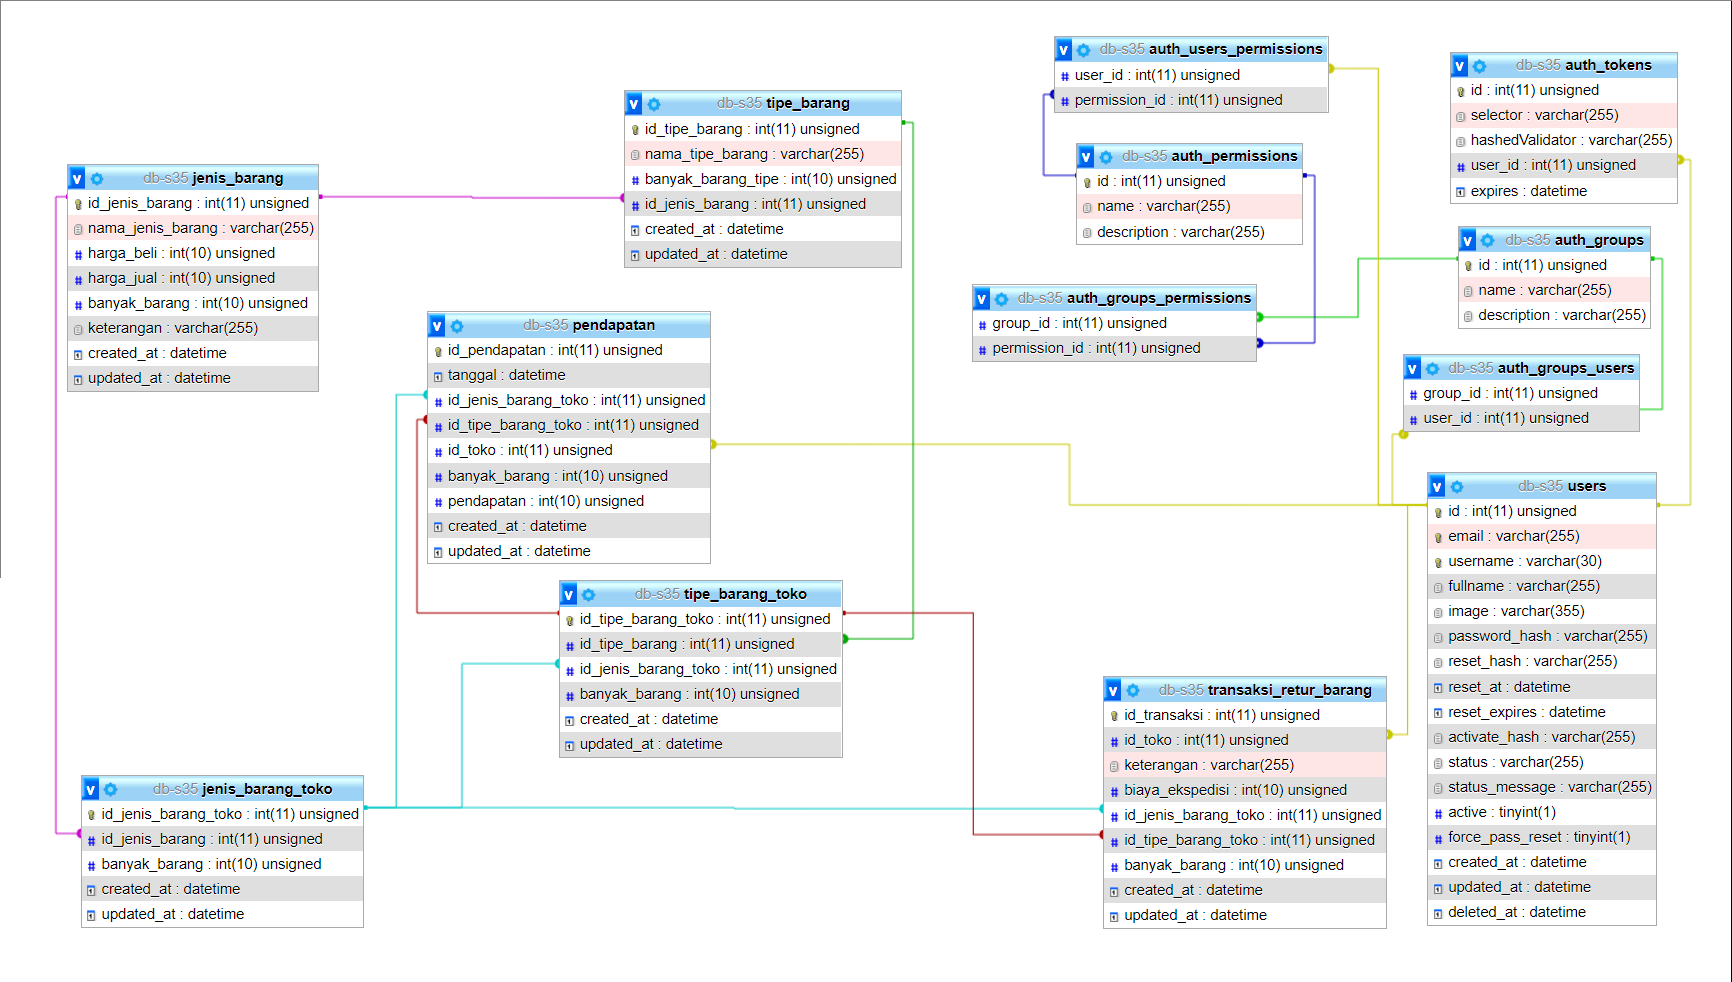 db-s35 jenis_barang
id_jenis_barang : int(11) unsigned
nama_jenis_barang : varchar(255)
harga_beli : int(10) unsigned
harga_jual : int(10) unsigned
banyak_barang : int(10) unsigned
keterangan : varchar(255)
created_at : datetime
updated_at : datetime
db-s35 tipe_barang
id_tipe_barang : int(11) unsigned
nama_tipe_barang : varchar(255)
banyak_barang_tipe : int(10) unsigned
id_jenis_barang : int(11) unsigned
created_at : datetime
updated_at : datetime
db-s35 pendapatan
id_pendapatan : int(11) unsigned
tanggal : datetime
id_jenis_barang_toko : int(11) unsigned
id_tipe_barang_toko : int(11) unsigned
id_toko : int(11) unsigned
banyak_barang : int(10) unsigned
pendapatan : int(10) unsigned
created_at : datetime
updated_at : datetime
db-s35 tipe_barang_toko
id_tipe_barang_toko : int(11) unsigned
id_tipe_barang : int(11) unsigned
id_jenis_barang_toko : int(11) unsigned
banyak_barang : int(10) unsigned
created_at : datetime
updated_at : datetime
db-s35 jenis_barang_toko
id_jenis_barang_toko : int(11) unsigned
id_jenis_barang : int(11) unsigned
banyak_barang : int(10) unsigned
created_at : datetime
updated_at : datetime
db-s35 auth_users_permissions
user_id : int(11) unsigned
permission_id : int(11) unsigned
db-s35 auth_permissions
id : int(11) unsigned
name : varchar(255)
description : varchar(255)
db-s35 auth_groups_permissions
group_id : int(11) unsigned
permission_id : int(11) unsigned
db-s35 auth_tokens
id : int(11) unsigned
selector : varchar(255)
hashedValidator : varchar(255)
user_id : int(11) unsigned
expires : datetime
db-s35 auth_groups
id : int(11) unsigned
name : varchar(255)
description : varchar(255)
db-s35 auth_groups_users
group_id : int(11) unsigned
user_id : int(11) unsigned
db-s35 users
id : int(11) unsigned
email : varchar(255)
username : varchar(30)
fullname : varchar(255)
image : varchar(355)
password_hash : varchar(255)
reset_hash : varchar(255)
reset_at : datetime
reset_expires : datetime
activate_hash : varchar(255)
status : varchar(255)
status_message : varchar(255)
active : tinyint(1)
force_pass_reset : tinyint(1)
created_at : datetime
updated_at : datetime
deleted_at : datetime
db-s35 transaksi_retur_barang
id_transaksi : int(11) unsigned
id_toko : int(11) unsigned
keterangan : varchar(255)
biaya_ekspedisi : int(10) unsigned
id_jenis_barang_toko : int(11) unsigned
id_tipe_barang_toko : int(11) unsigned
banyak_barang : int(10) unsigned
created_at : datetime
updated_at : datetime